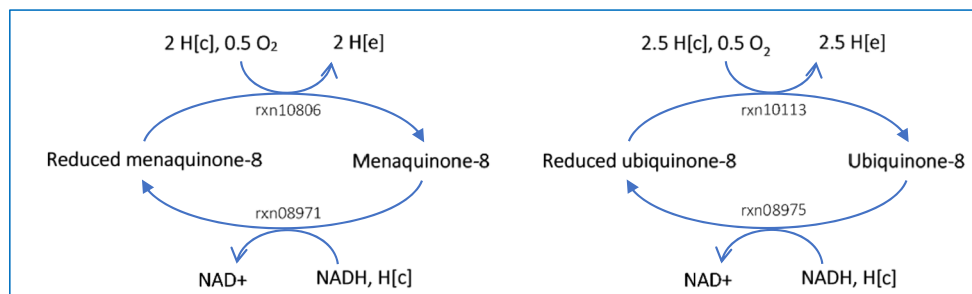 2 H[c], 0.5 O₂ 2 H[e]
rxn10806
Reduced menaquinone-8 Menaquinone-8
rxn08971
NAD+ NADH, H[c]
2.5 H[c], 0.5 O₂ 2.5 H[e]
rxn10113
Reduced ubiquinone-8 Ubiquinone-8
rxn08975
NAD+ NADH, H[c]